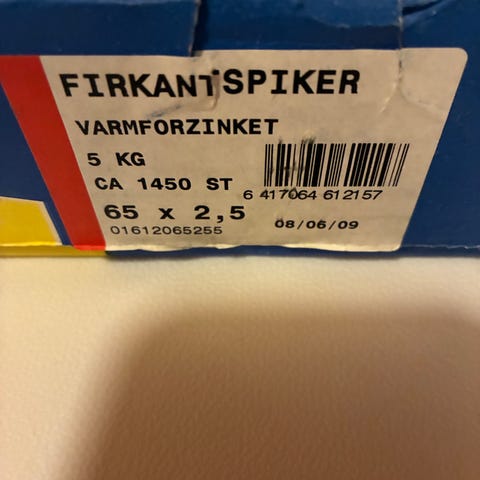 FIRKANTSPIKER
VARMFORZINKET
5 KG
CA 1450 ST
6 417064 612157
65 x 2,5
01612065255
08/06/09